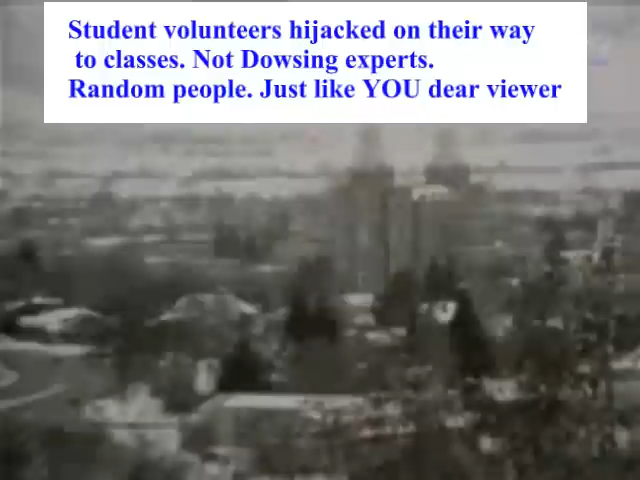 Student volunteers hijacked on their way
to classes. Not Dowsing experts.
Random people. Just like YOU dear viewer